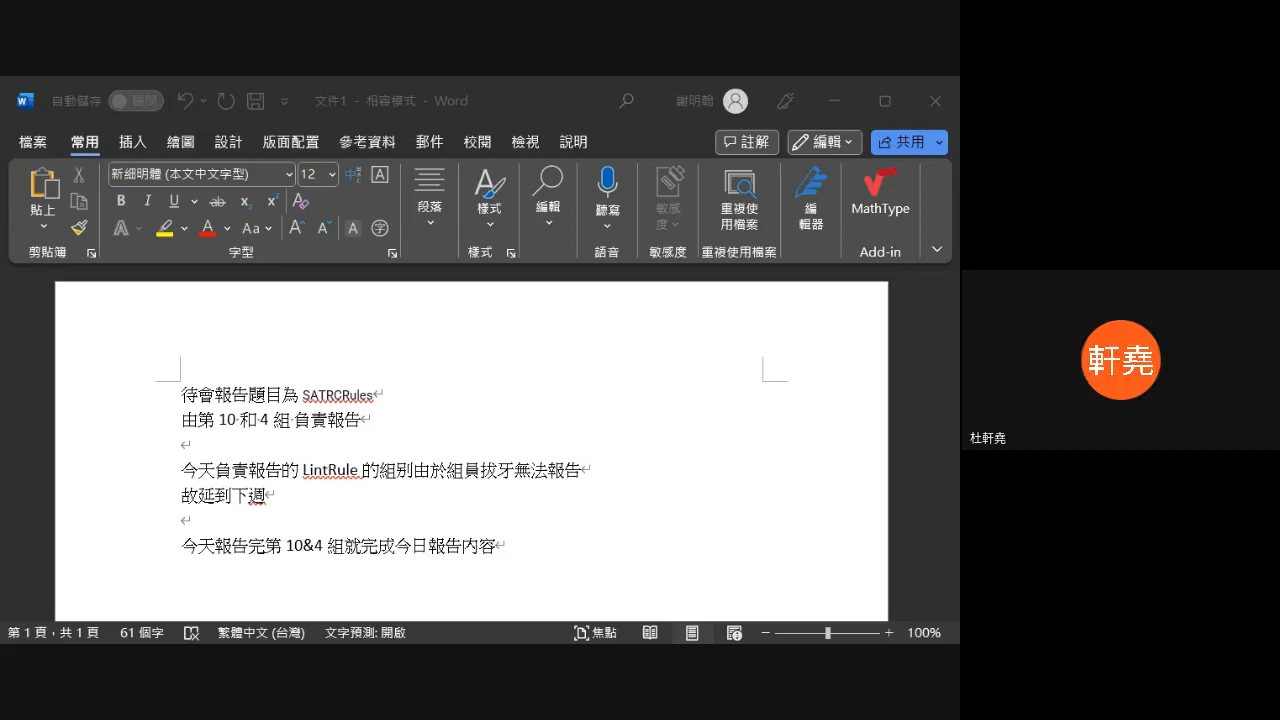 自動儲存 關閉 文件1 - 相容模式 - Word 謝明翰
檔案 常用 插入 繪圖 設計 版面配置 參考資料 郵件 校閱 檢視 說明 註解 編輯 共用
新細明體 (本文中文字型) 12
貼上 段落 樣式 編輯 聽寫 敏感度 重複使用檔案 編輯器 MathType
剪貼簿 字型 樣式 語音 敏感度 重複使用檔案 Add-in
待會報告題目為 SATRCRules
由第 10 和 4 組 負責報告
今天負責報告的 LintRule 的組別由於組員拔牙無法報告
故延到下週
今天報告完第 10&4 組就完成今日報告內容
第 1 頁，共 1 頁 61 個字 繁體中文 (台灣) 文字預測: 開啟 焦點 100%
軒堯
杜軒堯